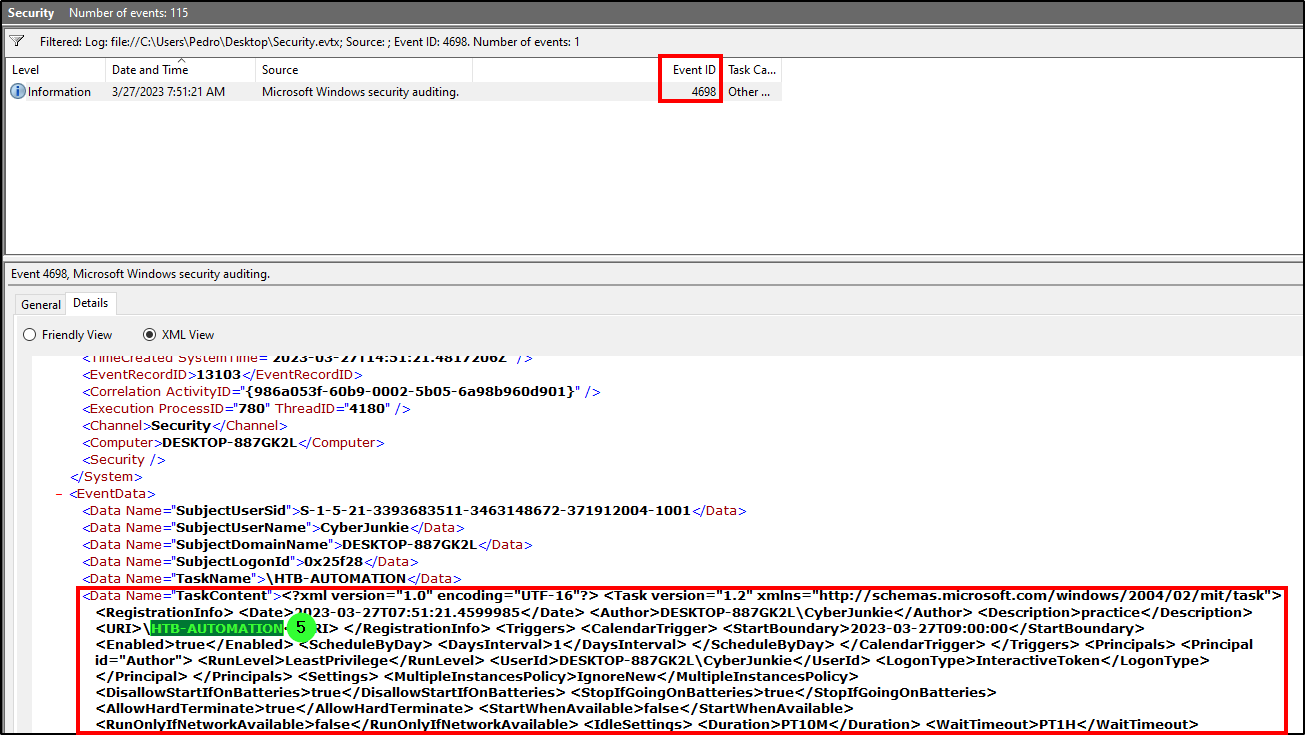 Security Number of events: 115
Filtered: Log: file://C:\Users\Pedro\Desktop\Security.evtx; Source: ; Event ID: 4698. Number of events: 1
Level Date and Time Source Event ID Task Ca...
Information 3/27/2023 7:51:21 AM Microsoft Windows security auditing. 4698 Other ...
Event 4698, Microsoft Windows security auditing.
General Details
Friendly View XML View
<TimeCreated SystemTime="2023-03-27T14:51:21.4817206Z" />
<EventRecordID>13103</EventRecordID>
<Correlation ActivityID="{986a053f-60b9-0002-5b05-6a98b960d901}" />
<Execution ProcessID="780" ThreadID="4180" />
<Channel>Security</Channel>
<Computer>DESKTOP-887GK2L</Computer>
<Security />
</System>
- <EventData>
<Data Name="SubjectUserSid">S-1-5-21-3393683511-3463148672-371912004-1001</Data>
<Data Name="SubjectUserName">CyberJunkie</Data>
<Data Name="SubjectDomainName">DESKTOP-887GK2L</Data>
<Data Name="SubjectLogonId">0x25f28</Data>
<Data Name="TaskName">\HTB-AUTOMATION</Data>
<Data Name="TaskContent"><?xml version="1.0" encoding="UTF-16"?> <Task version="1.2" xmlns="http://schemas.microsoft.com/windows/2004/02/mit/task">
<RegistrationInfo> <Date>2023-03-27T07:51:21.4599985</Date> <Author>DESKTOP-887GK2L\CyberJunkie</Author> <Description>practice</Description>
<URI>\HTB-AUTOMATION 5 RI> </RegistrationInfo> <Triggers> <CalendarTrigger> <StartBoundary>2023-03-27T09:00:00</StartBoundary>
<Enabled>true</Enabled> <ScheduleByDay> <DaysInterval>1</DaysInterval> </ScheduleByDay> </CalendarTrigger> </Triggers> <Principals> <Principal
id="Author"> <RunLevel>LeastPrivilege</RunLevel> <UserId>DESKTOP-887GK2L\CyberJunkie</UserId> <LogonType>InteractiveToken</LogonType>
</Principal> </Principals> <Settings> <MultipleInstancesPolicy>IgnoreNew</MultipleInstancesPolicy>
<DisallowStartIfOnBatteries>true</DisallowStartIfOnBatteries> <StopIfGoingOnBatteries>true</StopIfGoingOnBatteries>
<AllowHardTerminate>true</AllowHardTerminate> <StartWhenAvailable>false</StartWhenAvailable>
<RunOnlyIfNetworkAvailable>false</RunOnlyIfNetworkAvailable> <IdleSettings> <Duration>PT10M</Duration> <WaitTimeout>PT1H</WaitTimeout>